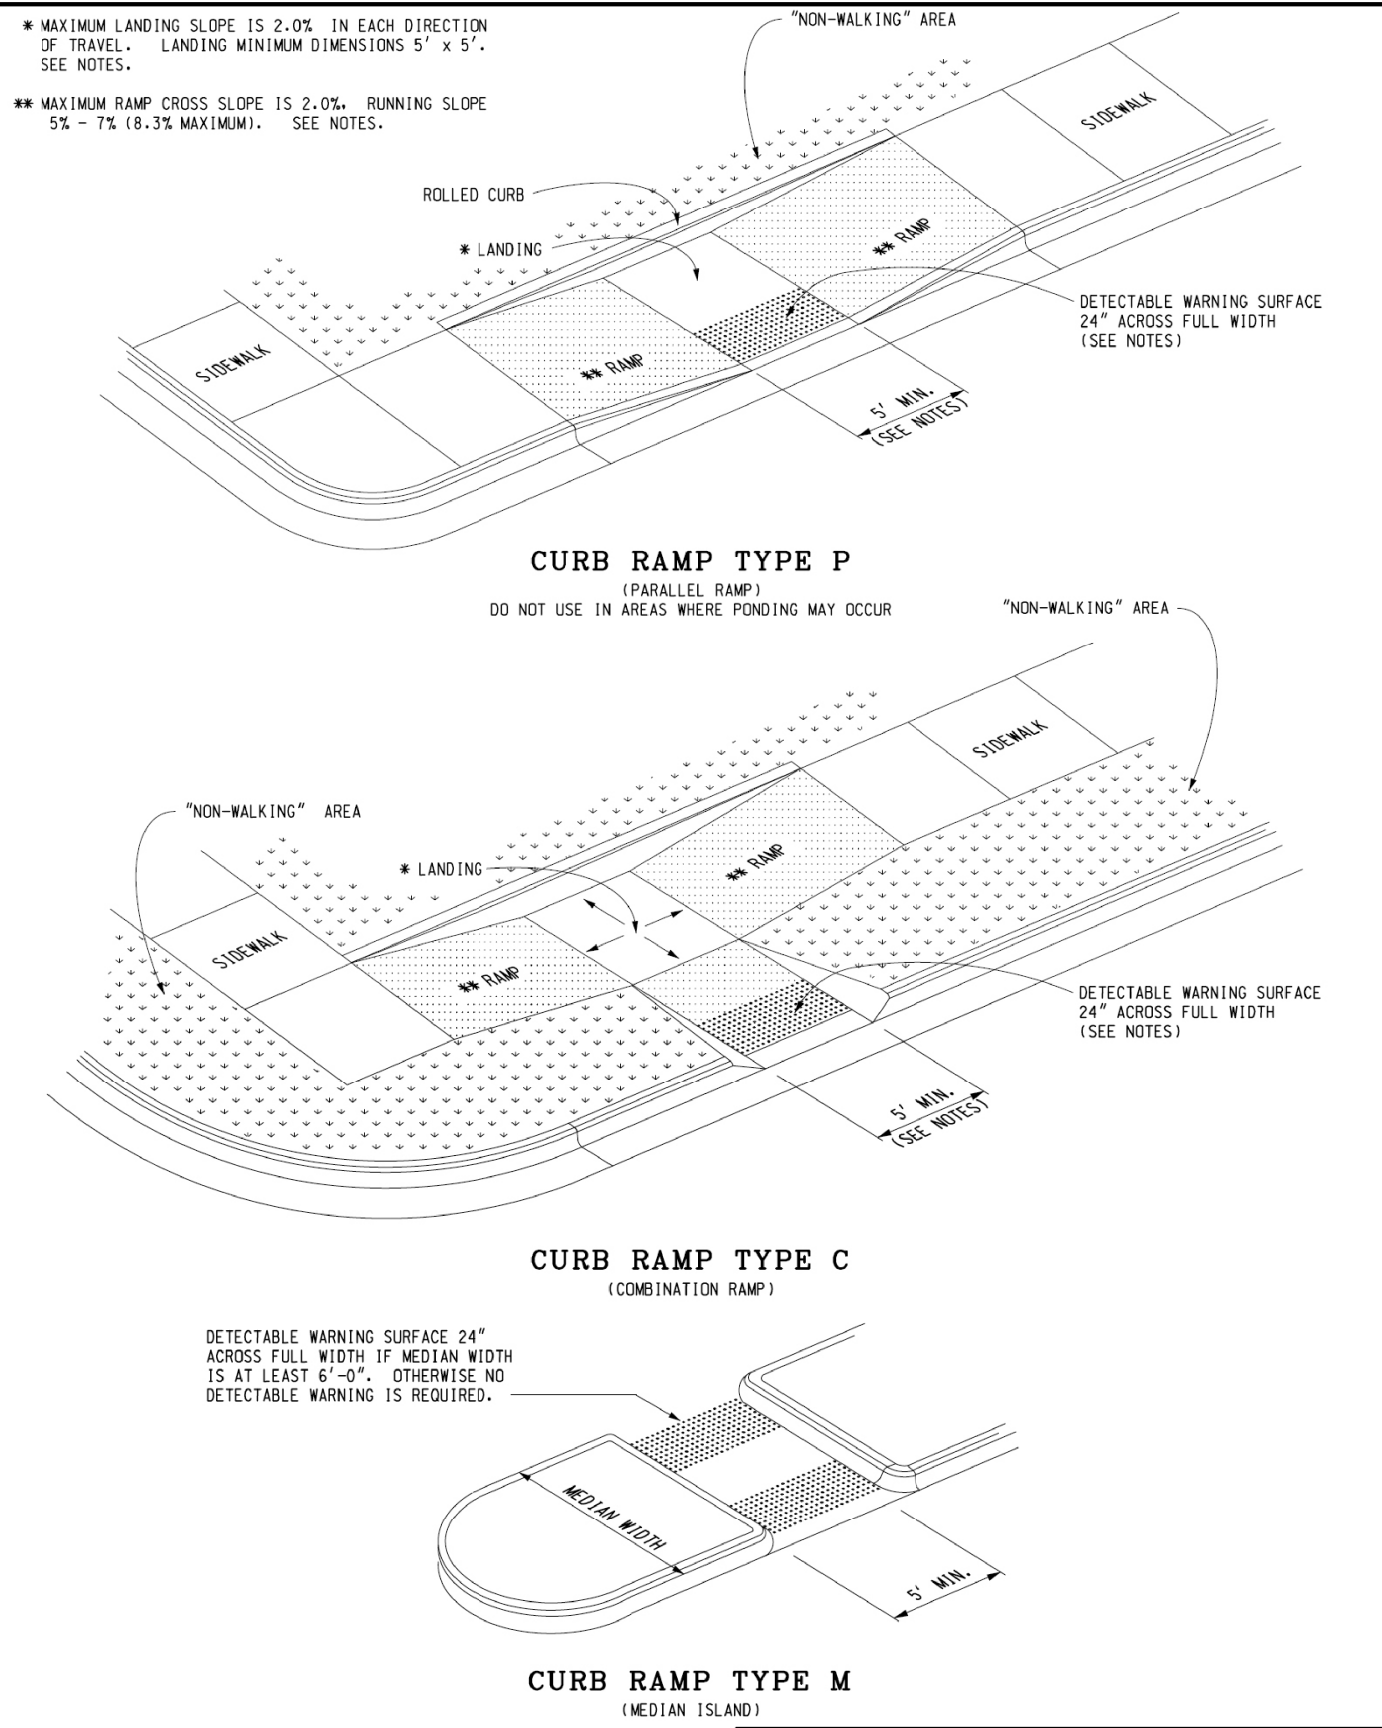 * MAXIMUM LANDING SLOPE IS 2.0% IN EACH DIRECTION
OF TRAVEL. LANDING MINIMUM DIMENSIONS 5' x 5'.
SEE NOTES.
** MAXIMUM RAMP CROSS SLOPE IS 2.0%. RUNNING SLOPE
5% - 7% (8.3% MAXIMUM). SEE NOTES.
"NON-WALKING" AREA
SIDEWALK
ROLLED CURB
* LANDING
** RAMP
DETECTABLE WARNING SURFACE
24" ACROSS FULL WIDTH
(SEE NOTES)
SIDEWALK
** RAMP
5' MIN.
(SEE NOTES)
CURB RAMP TYPE P
(PARALLEL RAMP)
DO NOT USE IN AREAS WHERE PONDING MAY OCCUR
"NON-WALKING" AREA
SIDEWALK
"NON-WALKING" AREA
* LANDING
** RAMP
SIDEWALK
** RAMP
DETECTABLE WARNING SURFACE
24" ACROSS FULL WIDTH
(SEE NOTES)
5' MIN.
(SEE NOTES)
CURB RAMP TYPE C
(COMBINATION RAMP)
DETECTABLE WARNING SURFACE 24"
ACROSS FULL WIDTH IF MEDIAN WIDTH
IS AT LEAST 6'-0". OTHERWISE NO
DETECTABLE WARNING IS REQUIRED.
MEDIAN WIDTH
5' MIN.
CURB RAMP TYPE M
(MEDIAN ISLAND)